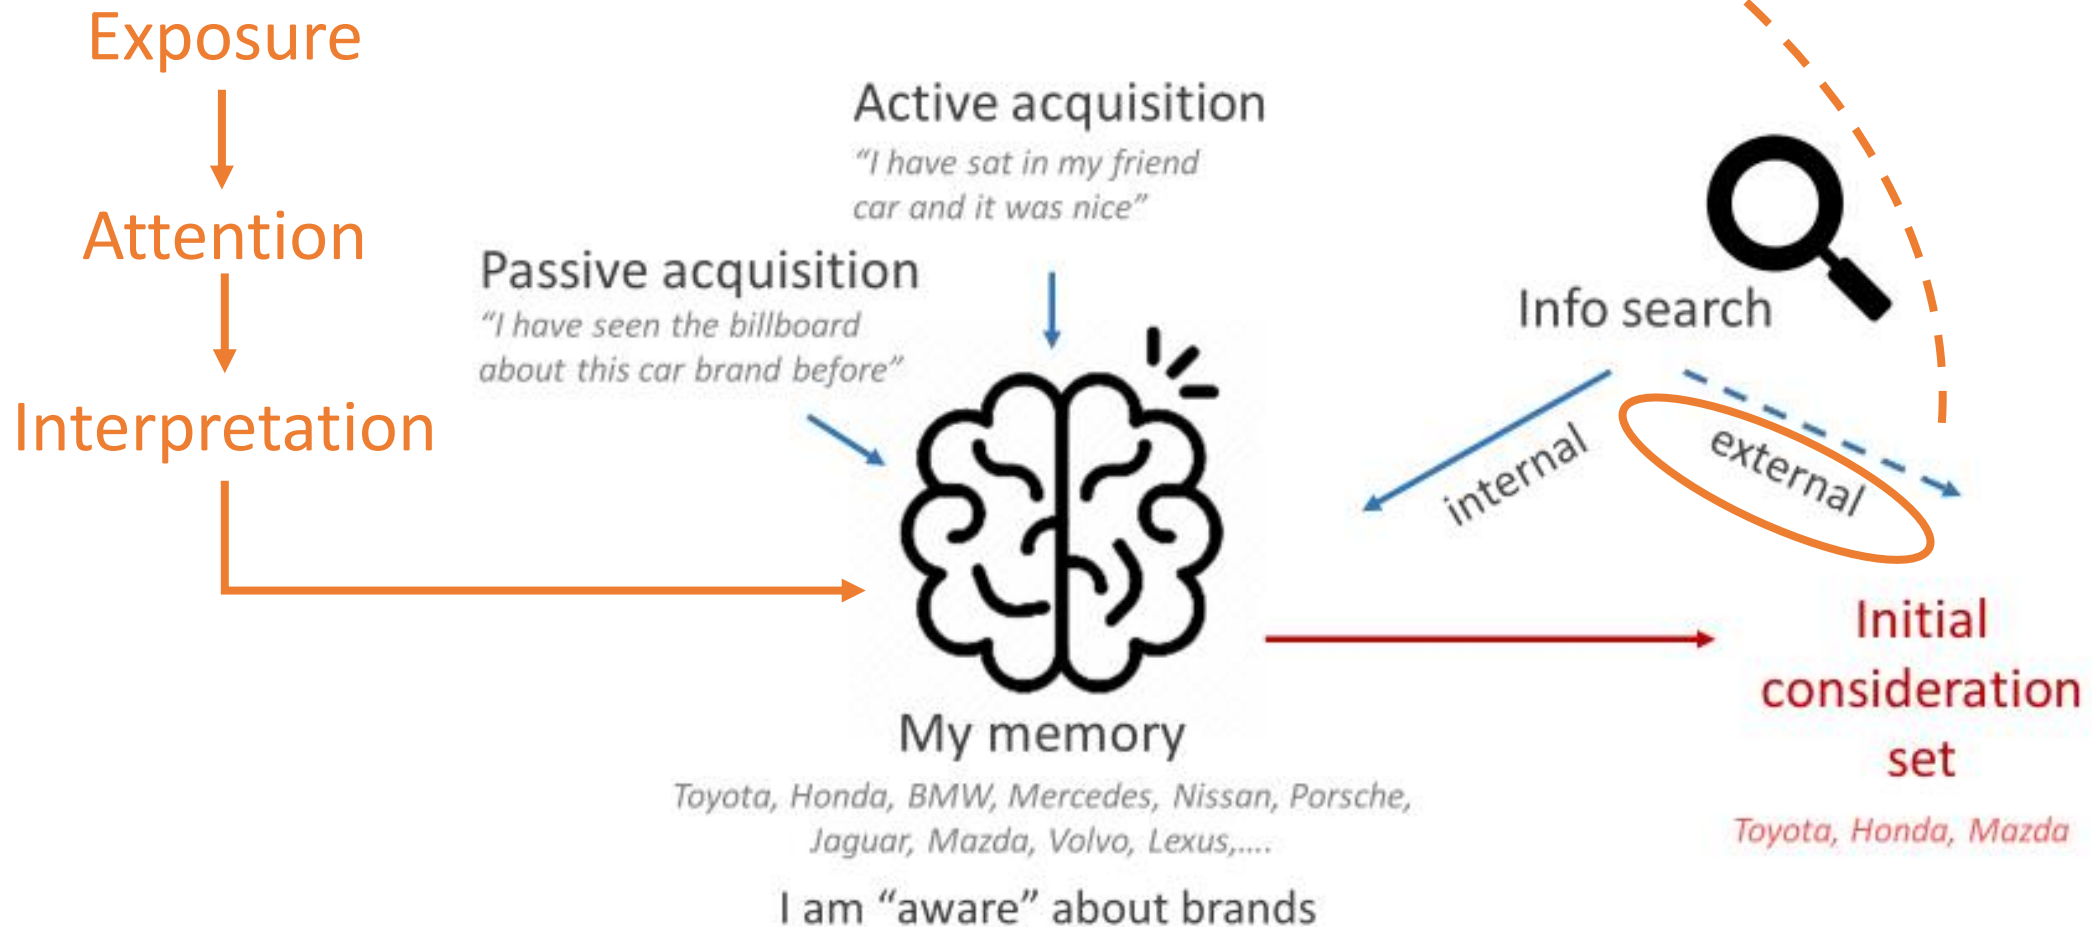 Exposure
Attention
Interpretation
Active acquisition
“I have sat in my friend
car and it was nice”
Passive acquisition
“I have seen the billboard
about this car brand before”
My memory
Toyota, Honda, BMW, Mercedes, Nissan, Porsche,
Jaguar, Mazda, Volvo, Lexus,....
I am “aware” about brands
Info search
internal
external
Initial
consideration
set
Toyota, Honda, Mazda